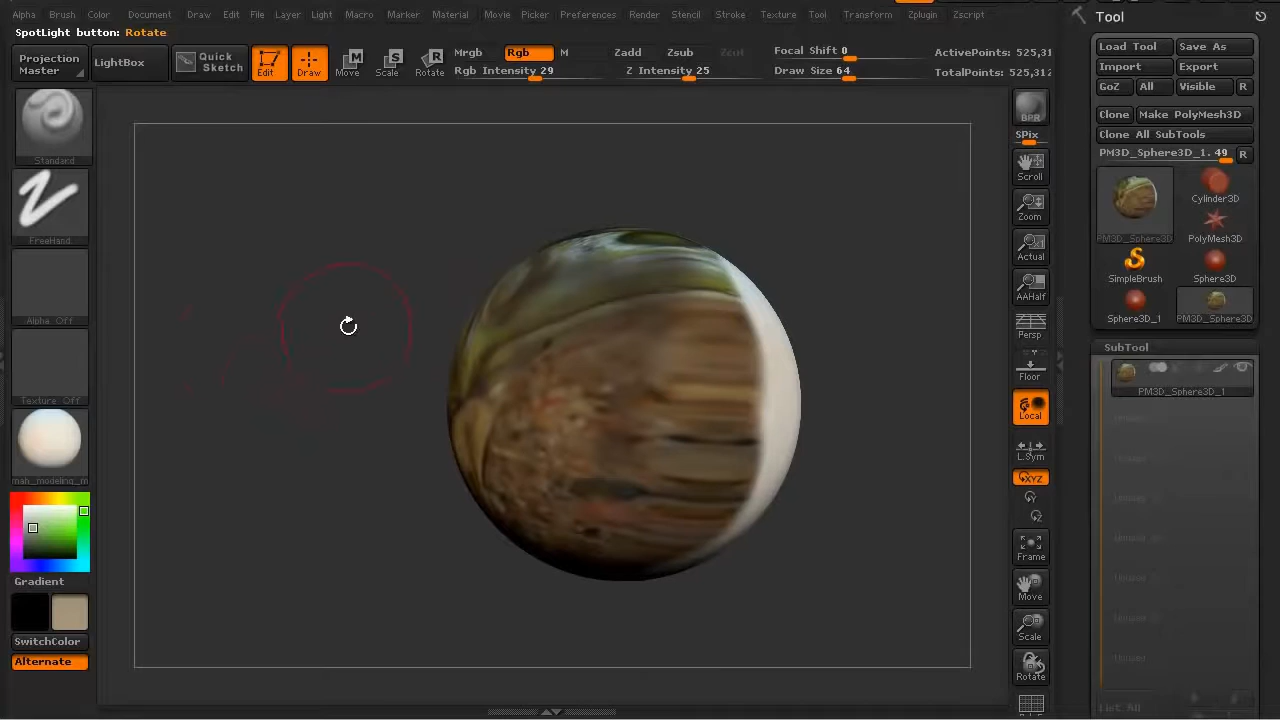 Alpha Brush Color Document Draw Edit File Layer Light Macro Marker Material Movie Picker Preferences Render Stencil Stroke Texture Tool Transform Zplugin Zscript
Tool
SpotLight button: Rotate
Load Tool Save As
Import Export
GoZ All Visible R
Clone Make PolyMesh3D
Clone All SubTools
PM3D_Sphere3D_1. 49 R
Projection Master
LightBox
Quick Sketch
Edit Draw Move Scale Rotate
Mrgb Rgb M
Rgb Intensity 29
Zadd Zsub Zcut
Z Intensity 25
Focal Shift 0
Draw Size 64
ActivePoints: 525,31
TotalPoints: 525,312
Standard
FreeHand
Alpha Off
Texture Off
Gradient
SwitchColor
Alternate
BPR
SPix
Scroll
Zoom
Actual
AAHalf
Persp
Floor
Local
L.Sym
XYZ
Y
Z
Frame
Move
Scale
Rotate
Cylinder3D
PM3D_Sphere3D
PolyMesh3D
SimpleBrush
Sphere3D
Sphere3D_1
PM3D_Sphere3D
SubTool
PM3D_Sphere3D_1
List All